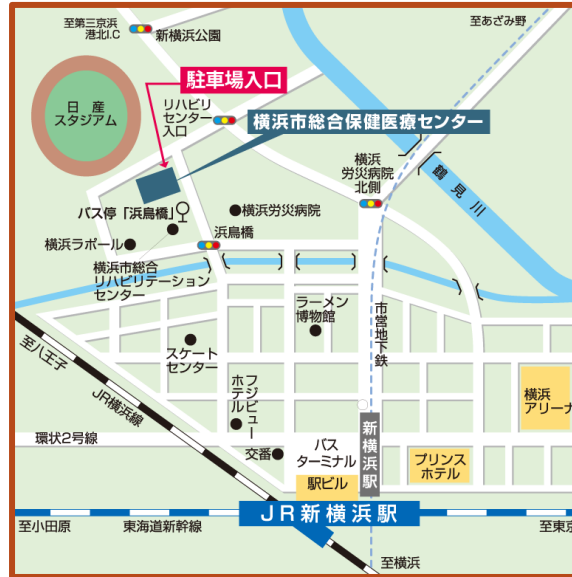 至第三京浜
港北I.C
新横浜公園
至あざみ野
駐車場入口
日産
スタジアム
リハビリ
センター
入口
横浜市総合保健医療センター
横浜
労災病院
北側
鶴見川
バス停「浜鳥橋」
横浜労災病院
浜鳥橋
横浜ラポール
横浜市総合
リハビリテーション
センター
ラーメン
博物館
市営地下鉄
至八王子
スケート
センター
JR横浜線
フジビュー
ホテル
横浜
アリーナ
環状2号線
交番
バス
ターミナル
新横浜駅
プリンス
ホテル
駅ビル
JR新横浜駅
至小田原
東海道新幹線
至東京
至横浜